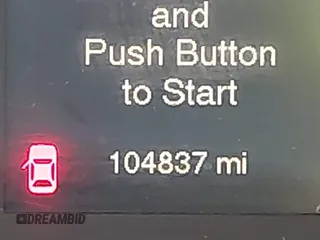 and
Push Button
to Start
104837 mi
DREAMBID